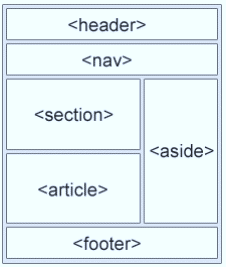 <header>
<nav>
<section>
<aside>
<article>
<footer>